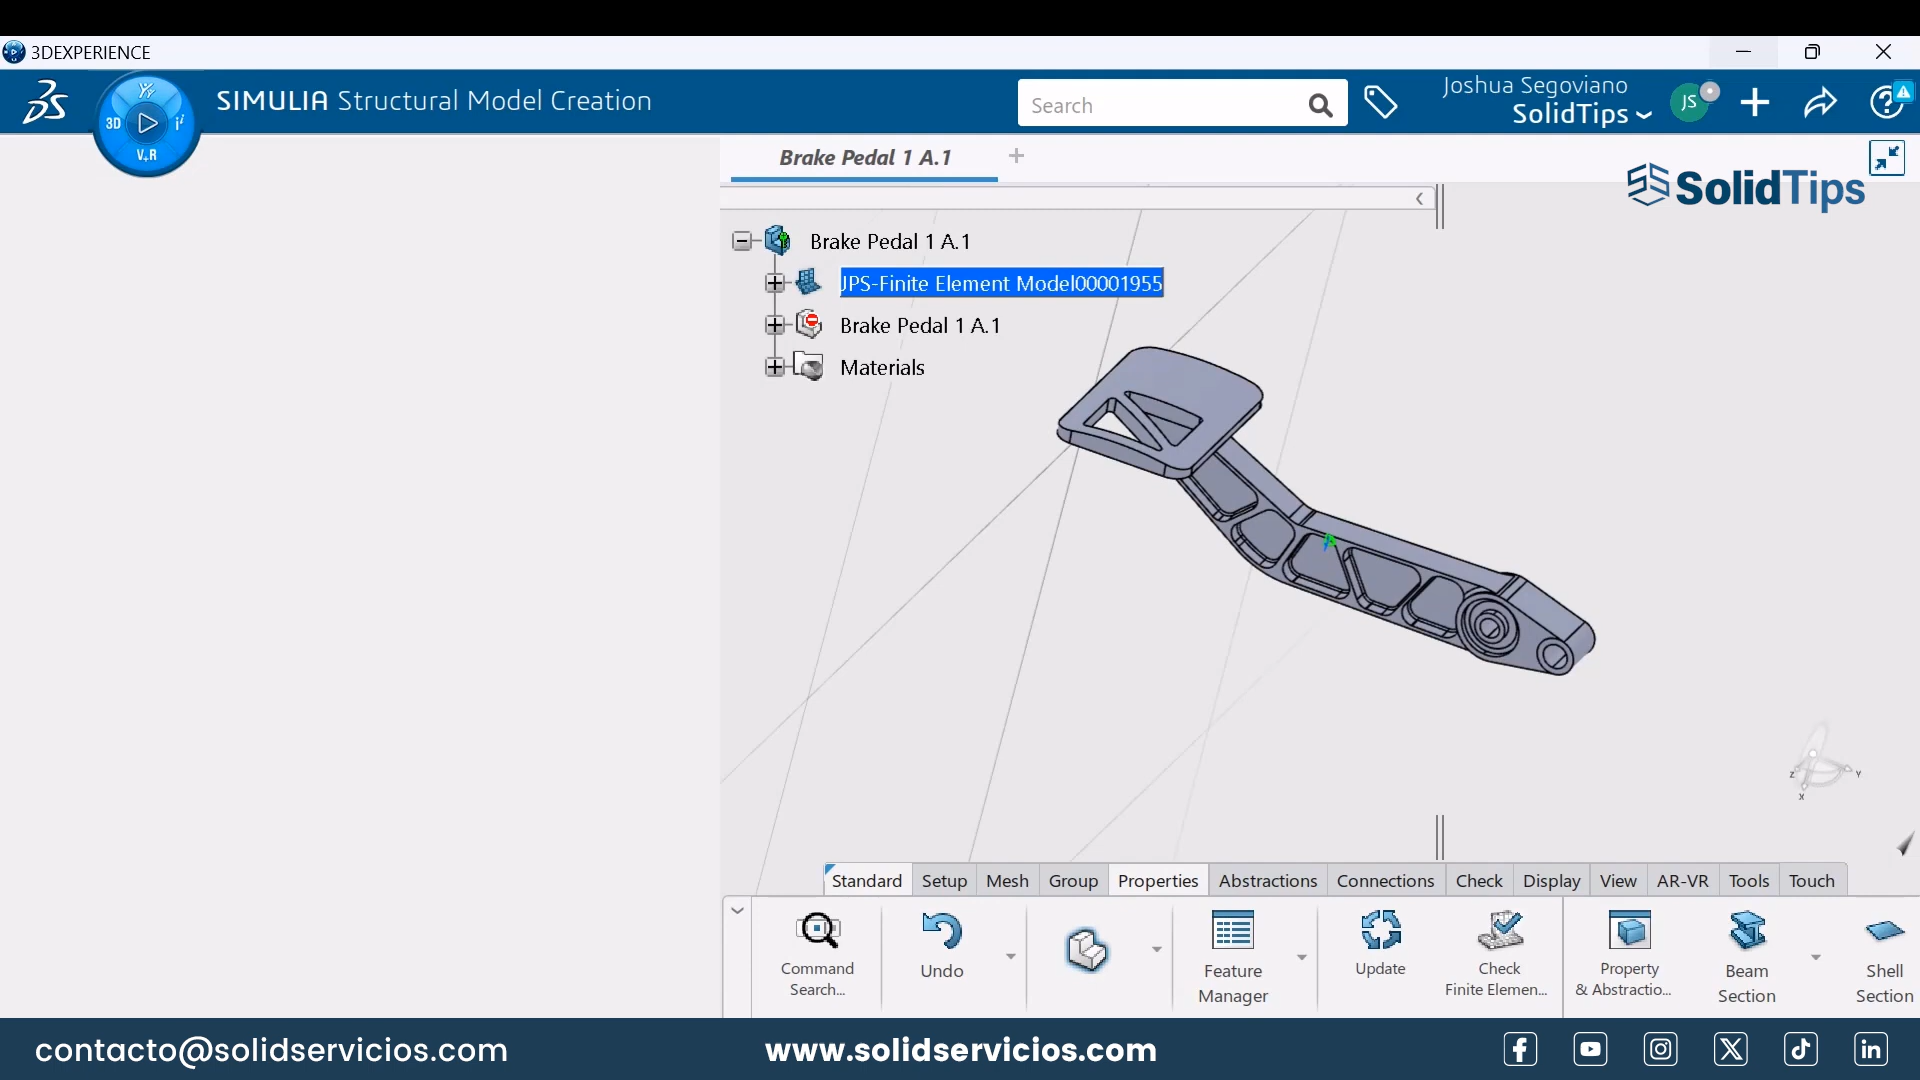 3DEXPERIENCE
SIMULIA Structural Model Creation
Search
Joshua Segoviano
SolidTips
JS
3D
V.R
Brake Pedal 1 A.1
SolidTips
Brake Pedal 1 A.1
JPS-Finite Element Model00001955
Brake Pedal 1 A.1
Materials
Z
Y
X
Standard Setup Mesh Group Properties Abstractions Connections Check Display View AR-VR Tools Touch
Command
Search...
Undo
Feature
Manager
Update
Check
Finite Elemen...
Property
& Abstractio...
Beam
Section
Shell
Section
contacto@solidservicios.com
www.solidservicios.com